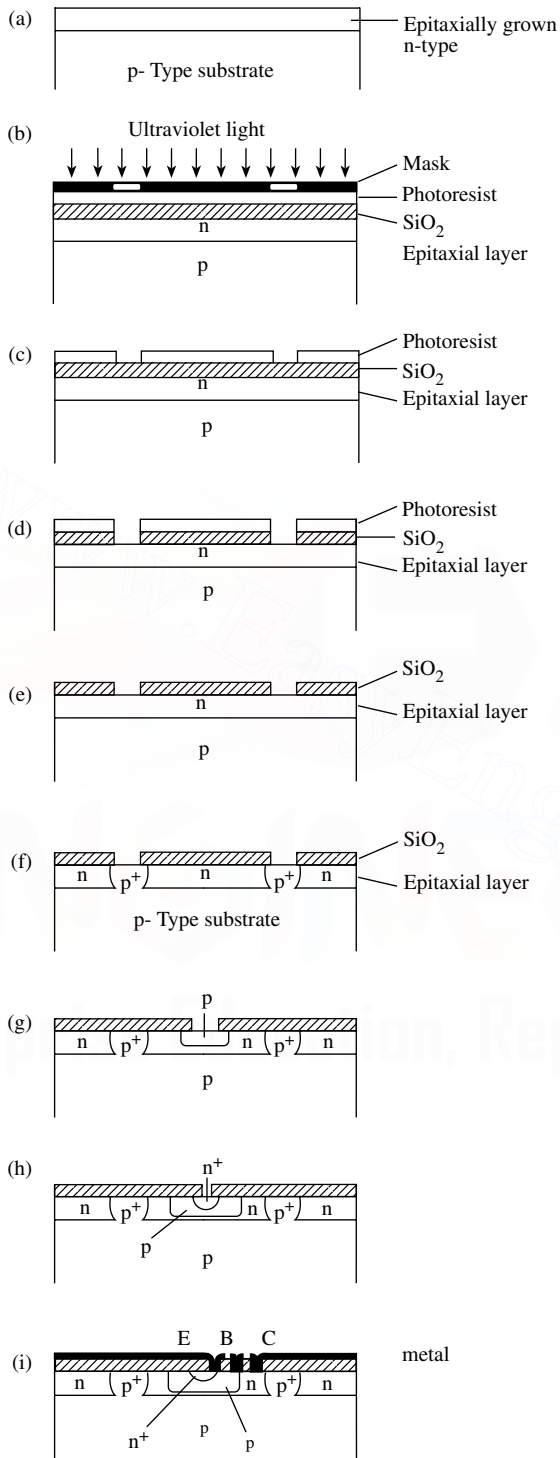 (a)
Epitaxially grown
n-type
p- Type substrate
(b)
Ultraviolet light
Mask
Photoresist
SiO2
n
Epitaxial layer
p
(c)
Photoresist
SiO2
n
Epitaxial layer
p
(d)
Photoresist
SiO2
n
Epitaxial layer
p
(e)
SiO2
n
Epitaxial layer
p
(f)
SiO2
n p+ n p+ n
Epitaxial layer
p- Type substrate
(g)
p
n p+ n p+ n
p
(h)
n+
n p+ n p+ n
p
p
(i)
E B C
metal
n p+ n p+ n
n+ p p